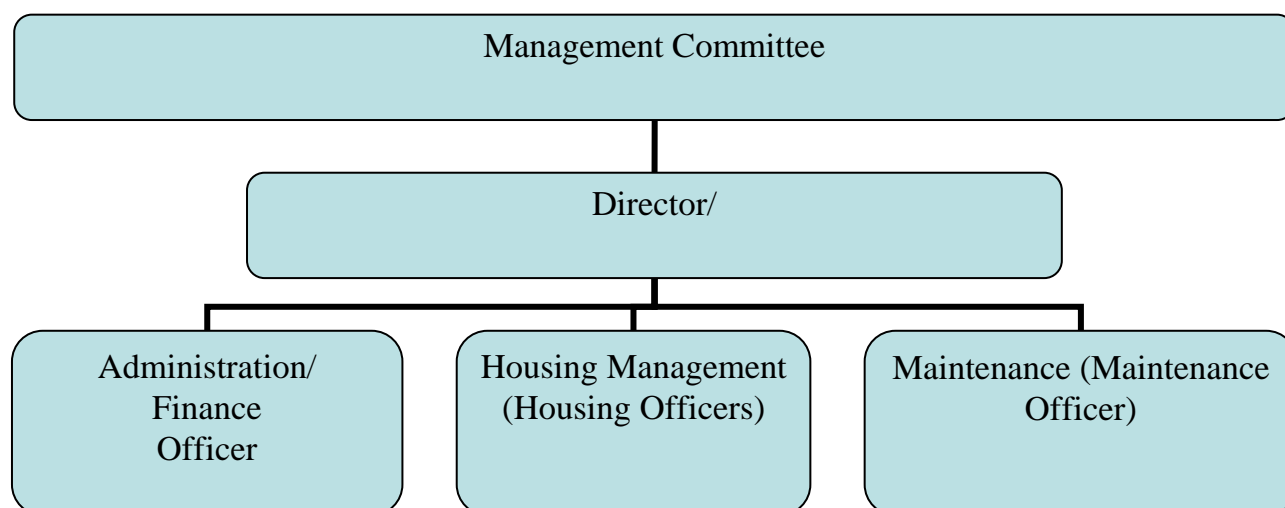 Management Committee
Director/
Administration/
Finance
Officer
Housing Management
(Housing Officers)
Maintenance (Maintenance
Officer)